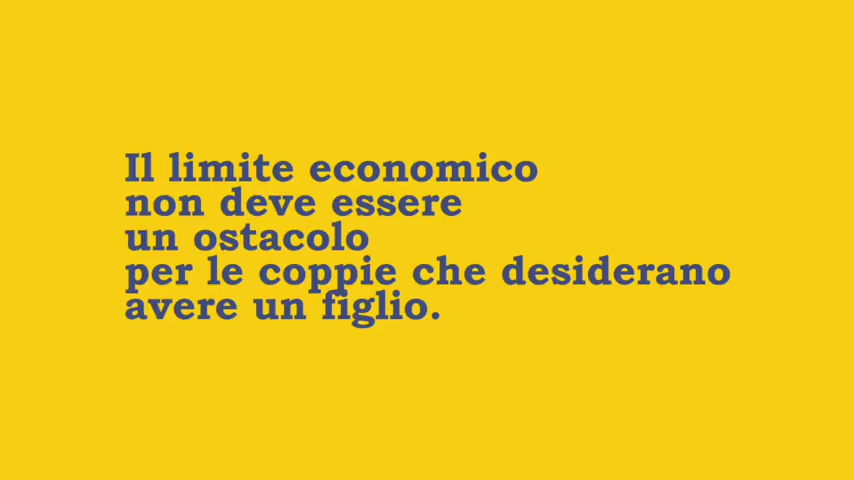 Il limite economico
non deve essere
un ostacolo
per le coppie che desiderano
avere un figlio.